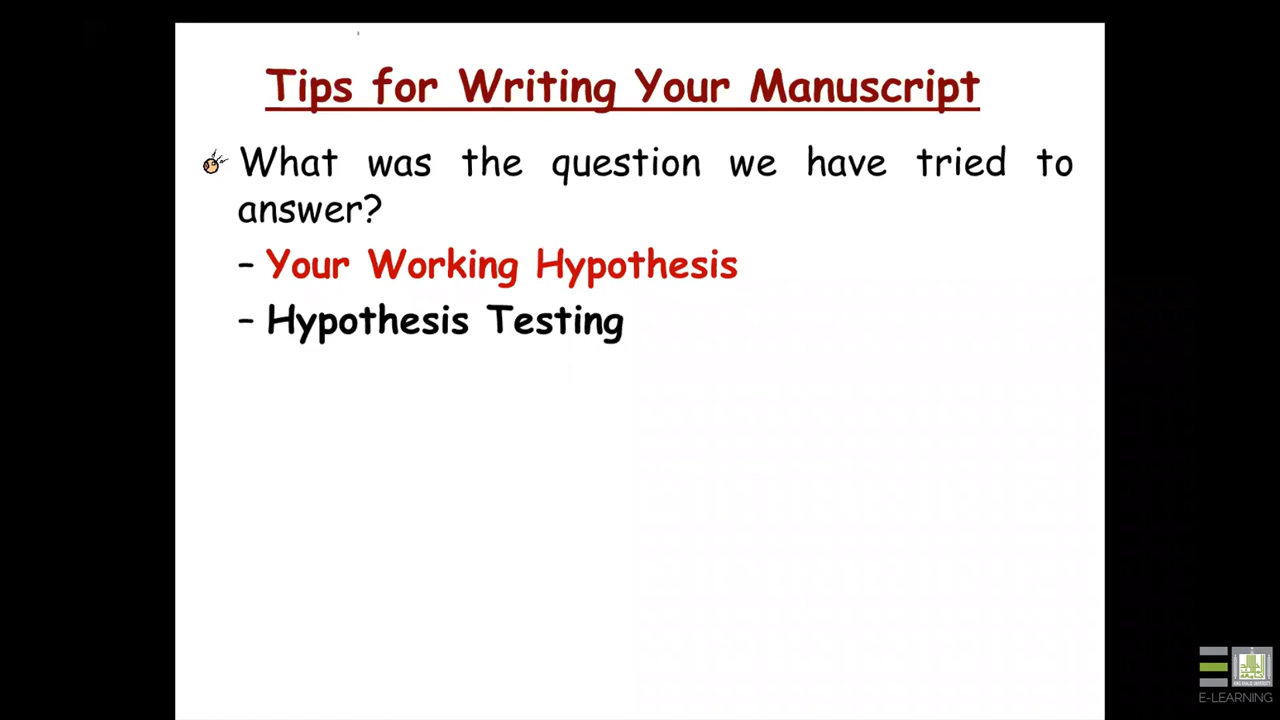 Tips for Writing Your Manuscript
What was the question we have tried to
answer?
– Your Working Hypothesis
– Hypothesis Testing
E-LEARNING